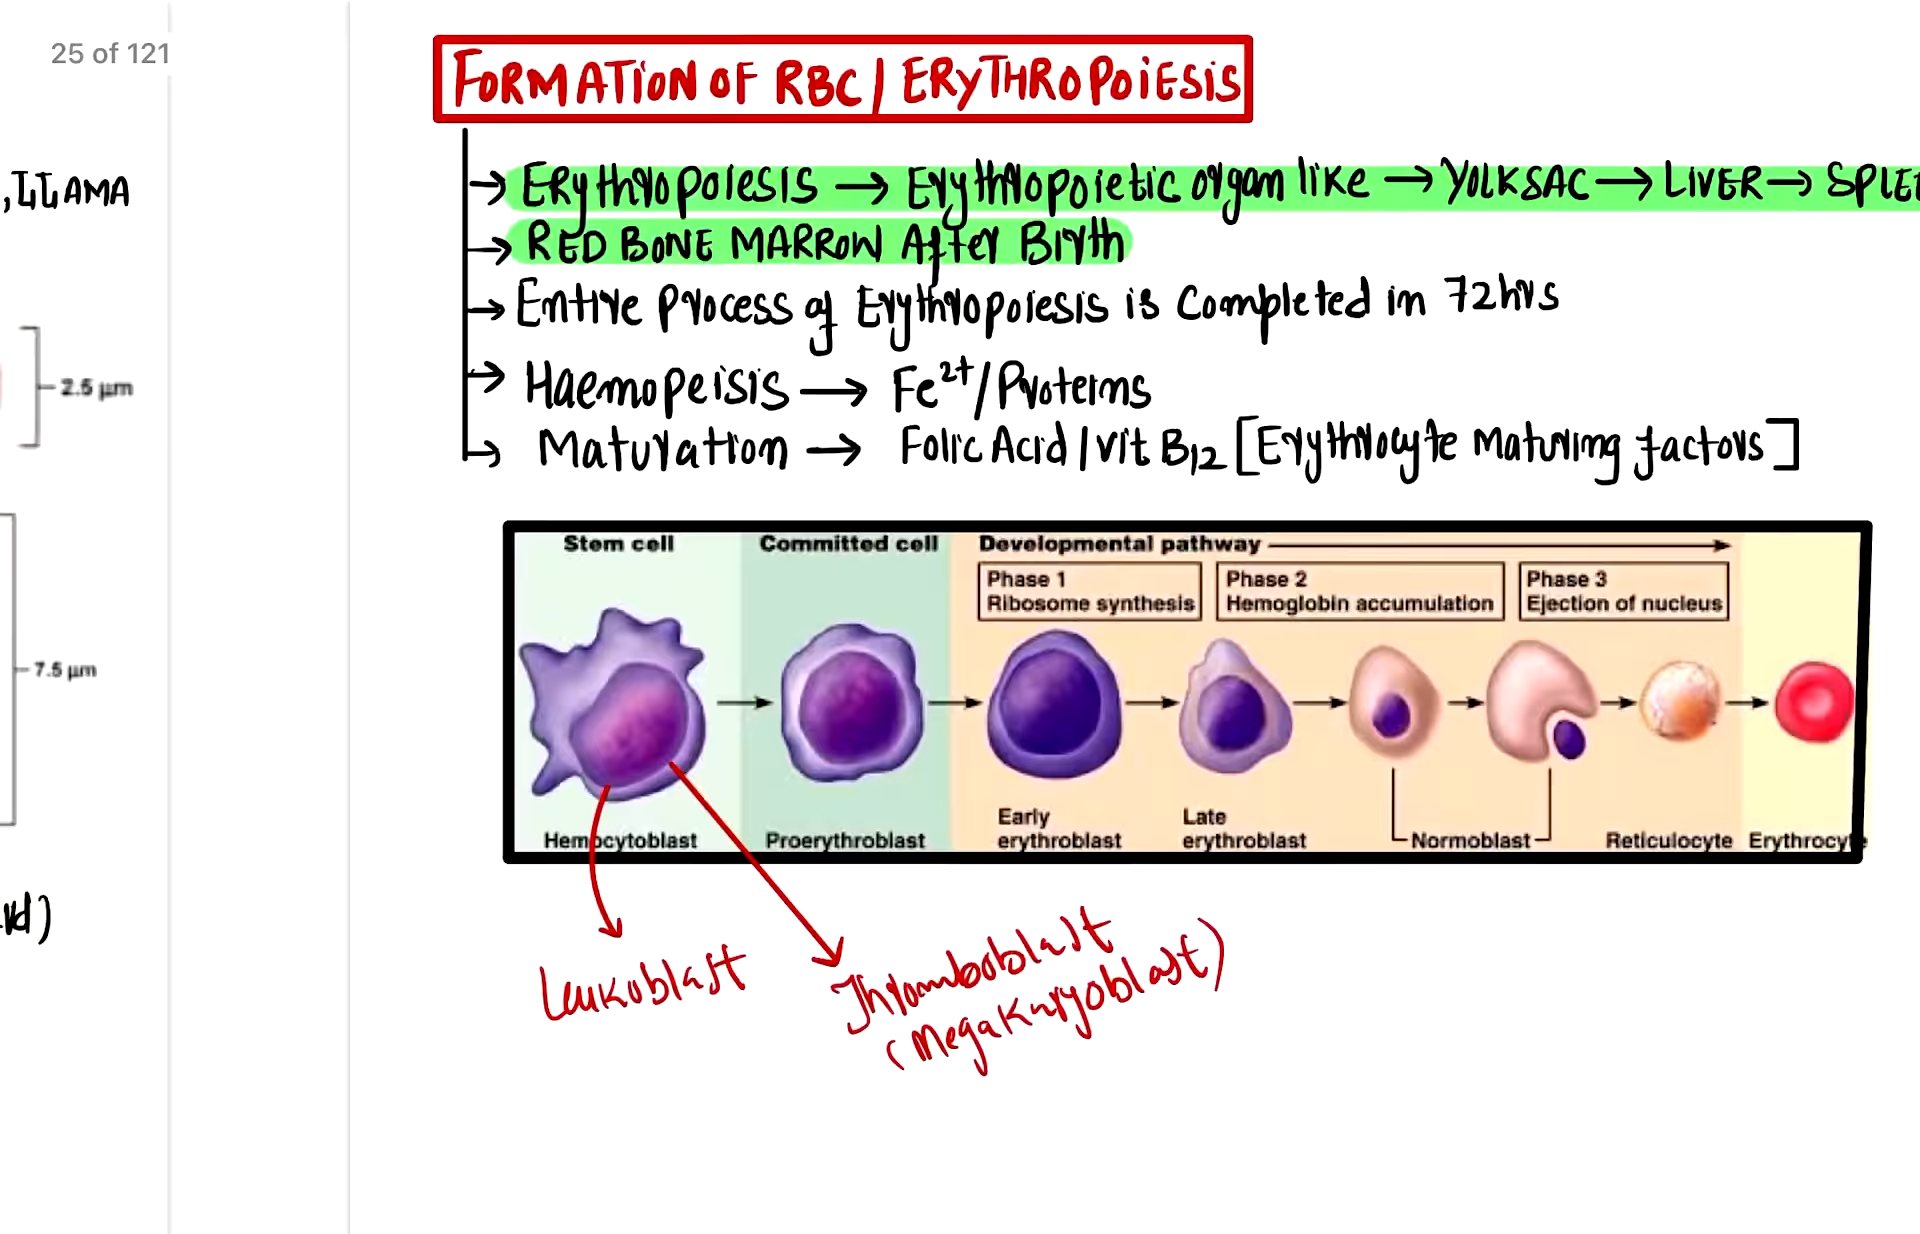 25 of 121
,LLAMA
2.5 µm
7.5 µm
FORMATION OF RBC / ERYTHROPOIESIS
→ ERythropoiesis → Erythropoietic organ like → YOLKSAC → LIVER → SPLE
→ RED BONE MARROW After Birth
→ Entire Process of Erythropoiesis is Completed in 72hrs
→ Haemopeisis → Fe²⁺/Proteins
→ Maturation → Folic Acid / vit B₁₂ [Erythrocyte Maturing factors]
Stem cell Committed cell Developmental pathway
Phase 1 Phase 2 Phase 3
Ribosome synthesis Hemoglobin accumulation Ejection of nucleus
Early Late
Hemocytoblast Proerythroblast erythroblast erythroblast Normoblast Reticulocyte Erythrocyte
Leukoblast
Thromboblast
(Megakaryoblast)